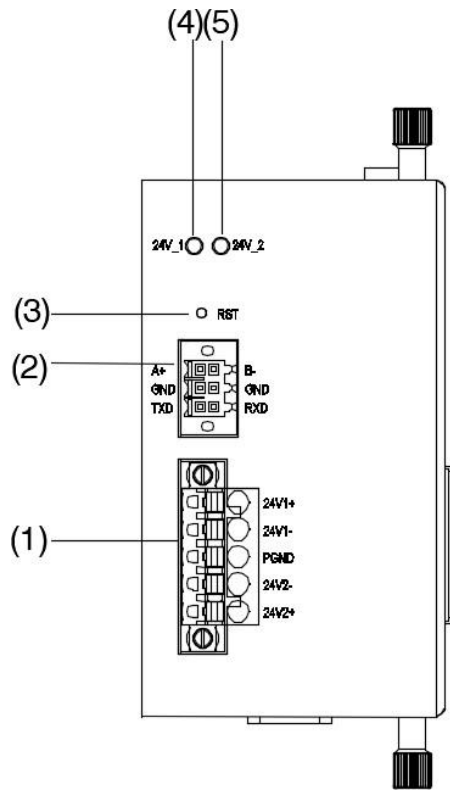 (4)(5)
24V_1 24V_2
(3) RST
(2) A+ B-
GND GND
TXD RXD
24V1+
24V1-
(1) PGND
24V2-
24V2+